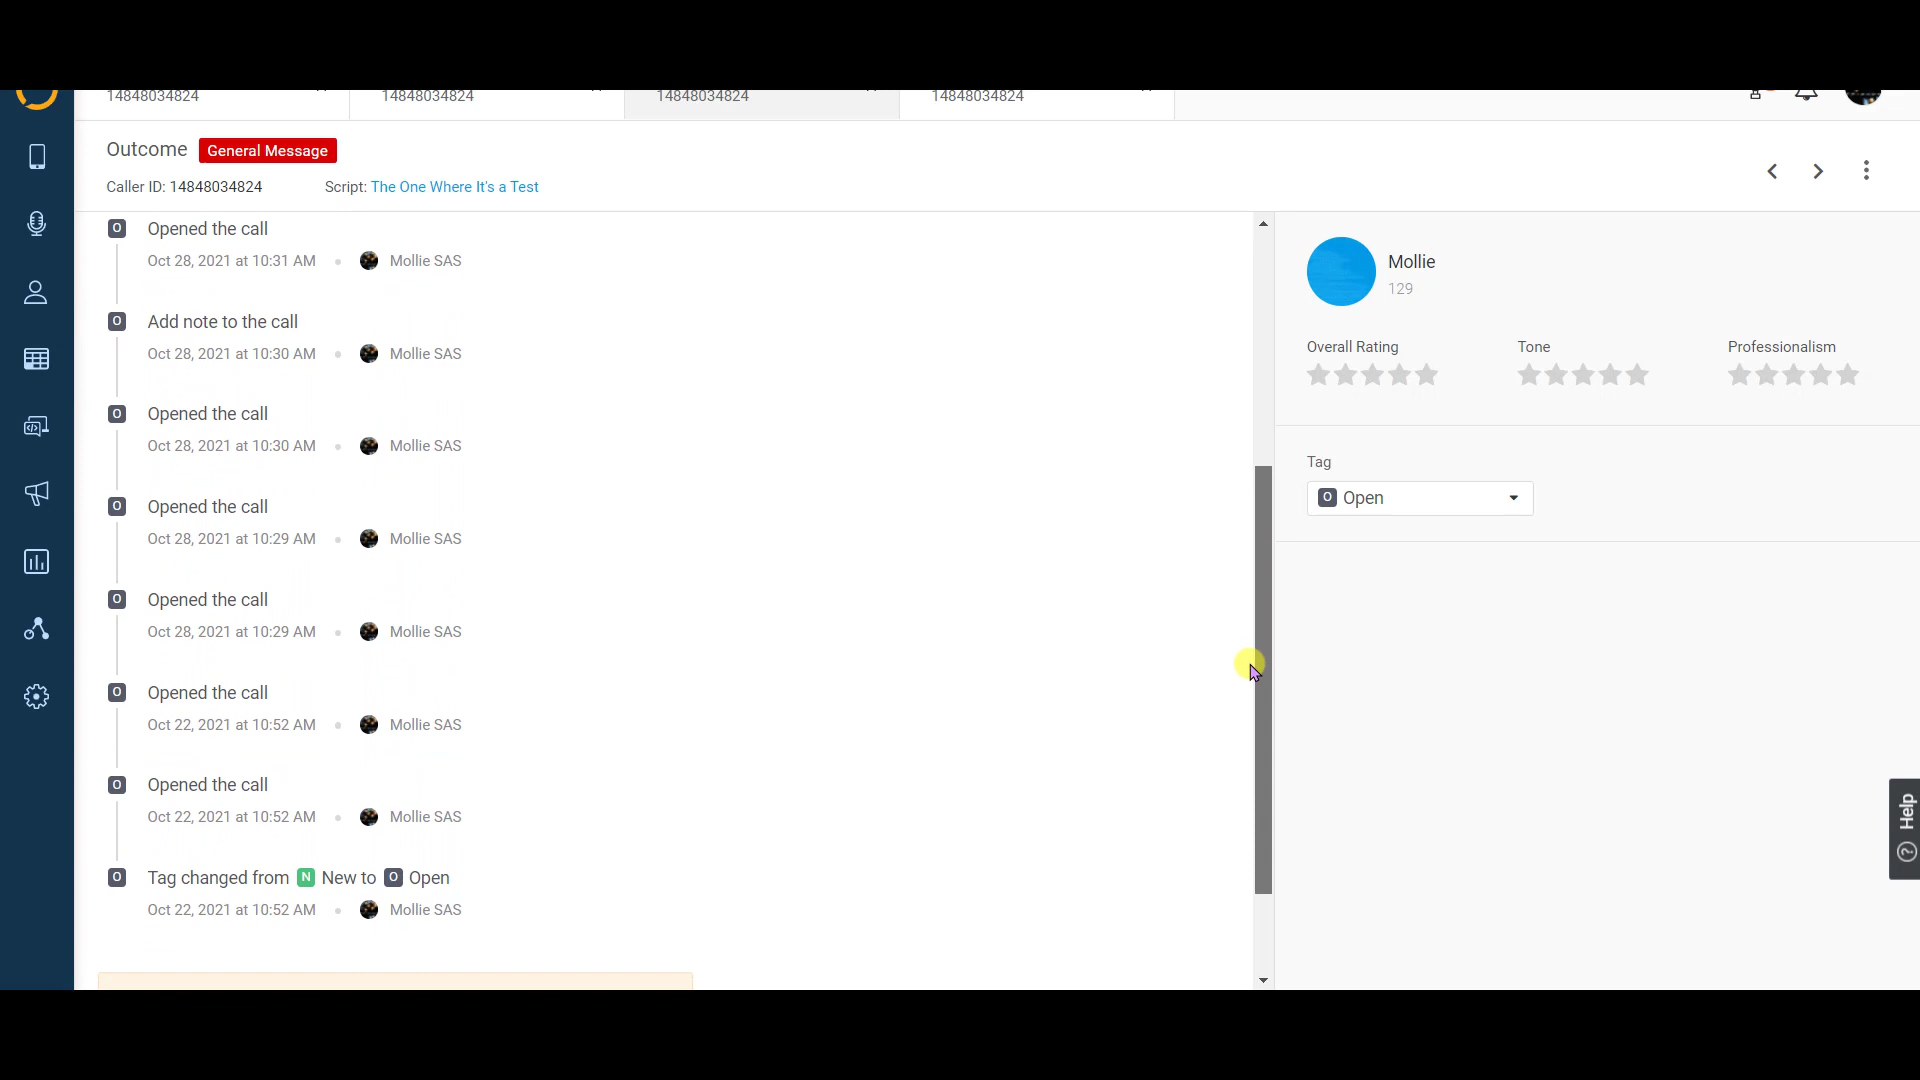 14848034824 14848034824 14848034824 14848034824
Outcome General Message
Caller ID: 14848034824 Script: The One Where It's a Test
O Opened the call
Oct 28, 2021 at 10:31 AM Mollie SAS
O Add note to the call
Oct 28, 2021 at 10:30 AM Mollie SAS
O Opened the call
Oct 28, 2021 at 10:30 AM Mollie SAS
O Opened the call
Oct 28, 2021 at 10:29 AM Mollie SAS
O Opened the call
Oct 28, 2021 at 10:29 AM Mollie SAS
O Opened the call
Oct 22, 2021 at 10:52 AM Mollie SAS
O Opened the call
Oct 22, 2021 at 10:52 AM Mollie SAS
O Tag changed from N New to O Open
Oct 22, 2021 at 10:52 AM Mollie SAS
Mollie
129
Overall Rating Tone Professionalism
Tag
O Open
? Help